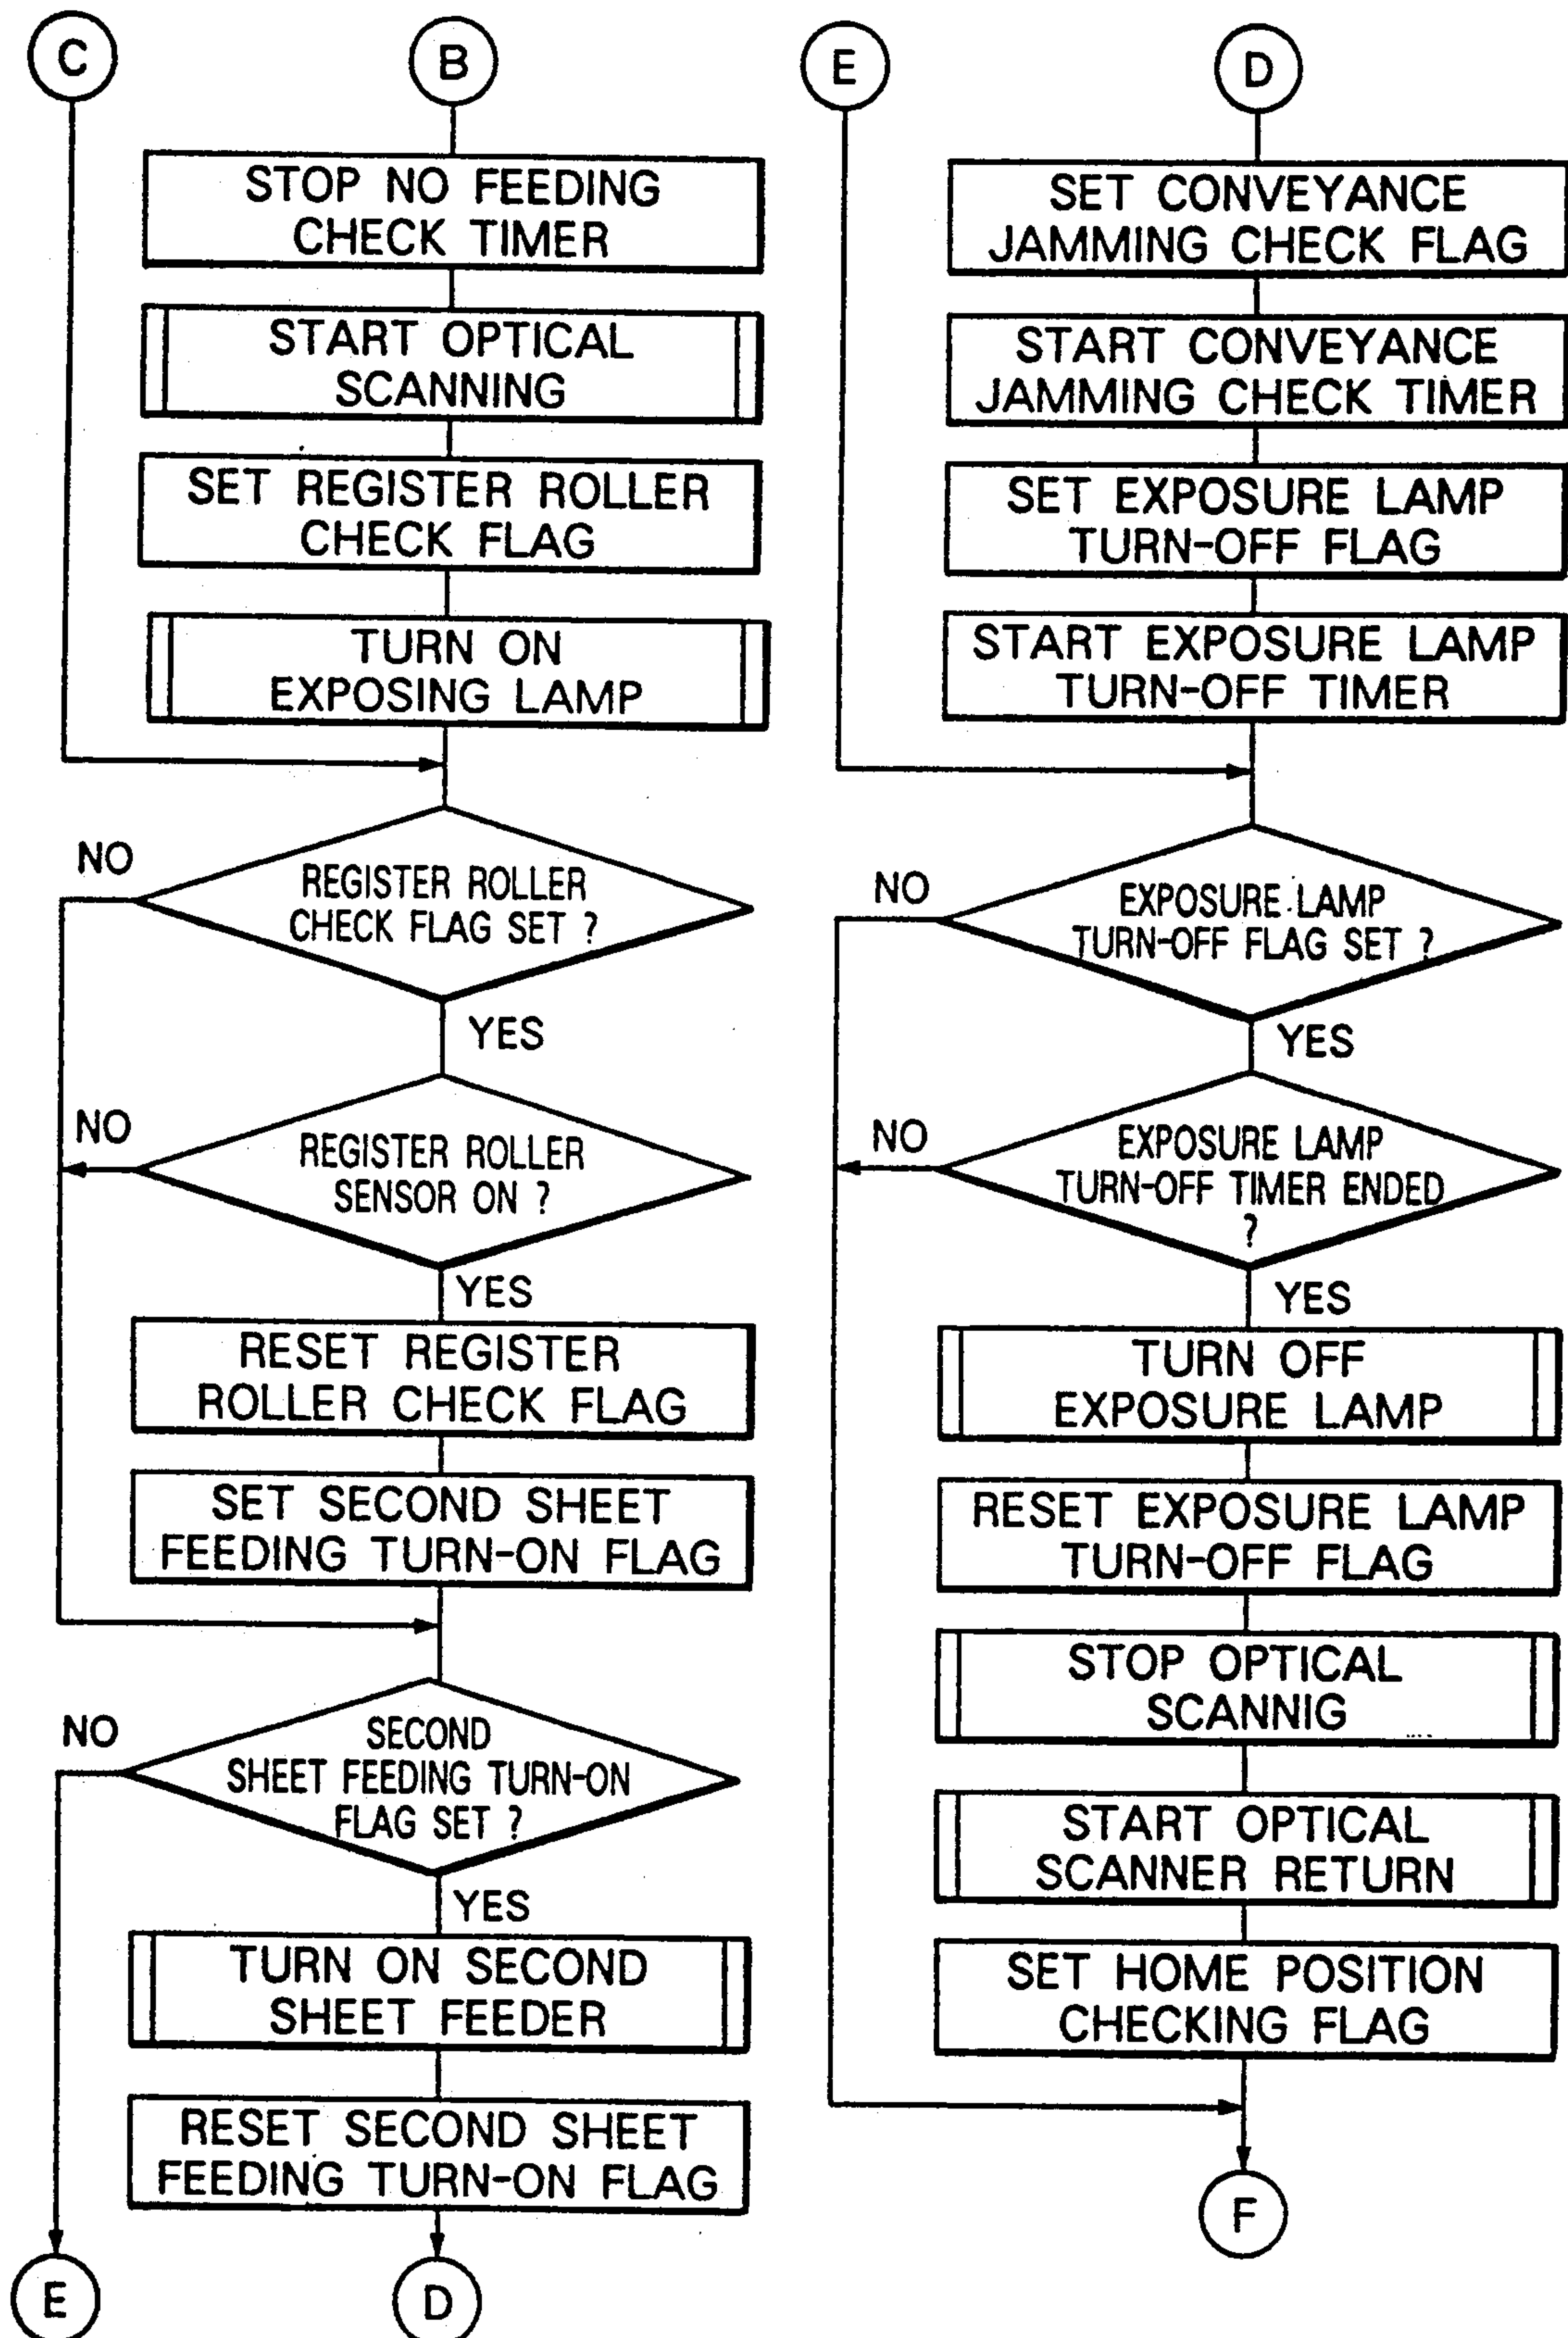 C
B
STOP NO FEEDING
CHECK TIMER
START OPTICAL
SCANNING
SET REGISTER ROLLER
CHECK FLAG
TURN ON
EXPOSING LAMP
NO
REGISTER ROLLER
CHECK FLAG SET ?
YES
NO
REGISTER ROLLER
SENSOR ON ?
YES
RESET REGISTER
ROLLER CHECK FLAG
SET SECOND SHEET
FEEDING TURN-ON FLAG
NO
SECOND
SHEET FEEDING TURN-ON
FLAG SET ?
YES
TURN ON SECOND
SHEET FEEDER
RESET SECOND SHEET
FEEDING TURN-ON FLAG
E
D
E
D
SET CONVEYANCE
JAMMING CHECK FLAG
START CONVEYANCE
JAMMING CHECK TIMER
SET EXPOSURE LAMP
TURN-OFF FLAG
START EXPOSURE LAMP
TURN-OFF TIMER
NO
EXPOSURE LAMP
TURN-OFF FLAG SET ?
YES
NO
EXPOSURE LAMP
TURN-OFF TIMER ENDED
?
YES
TURN OFF
EXPOSURE LAMP
RESET EXPOSURE LAMP
TURN-OFF FLAG
STOP OPTICAL
SCANNIG
START OPTICAL
SCANNER RETURN
SET HOME POSITION
CHECKING FLAG
F